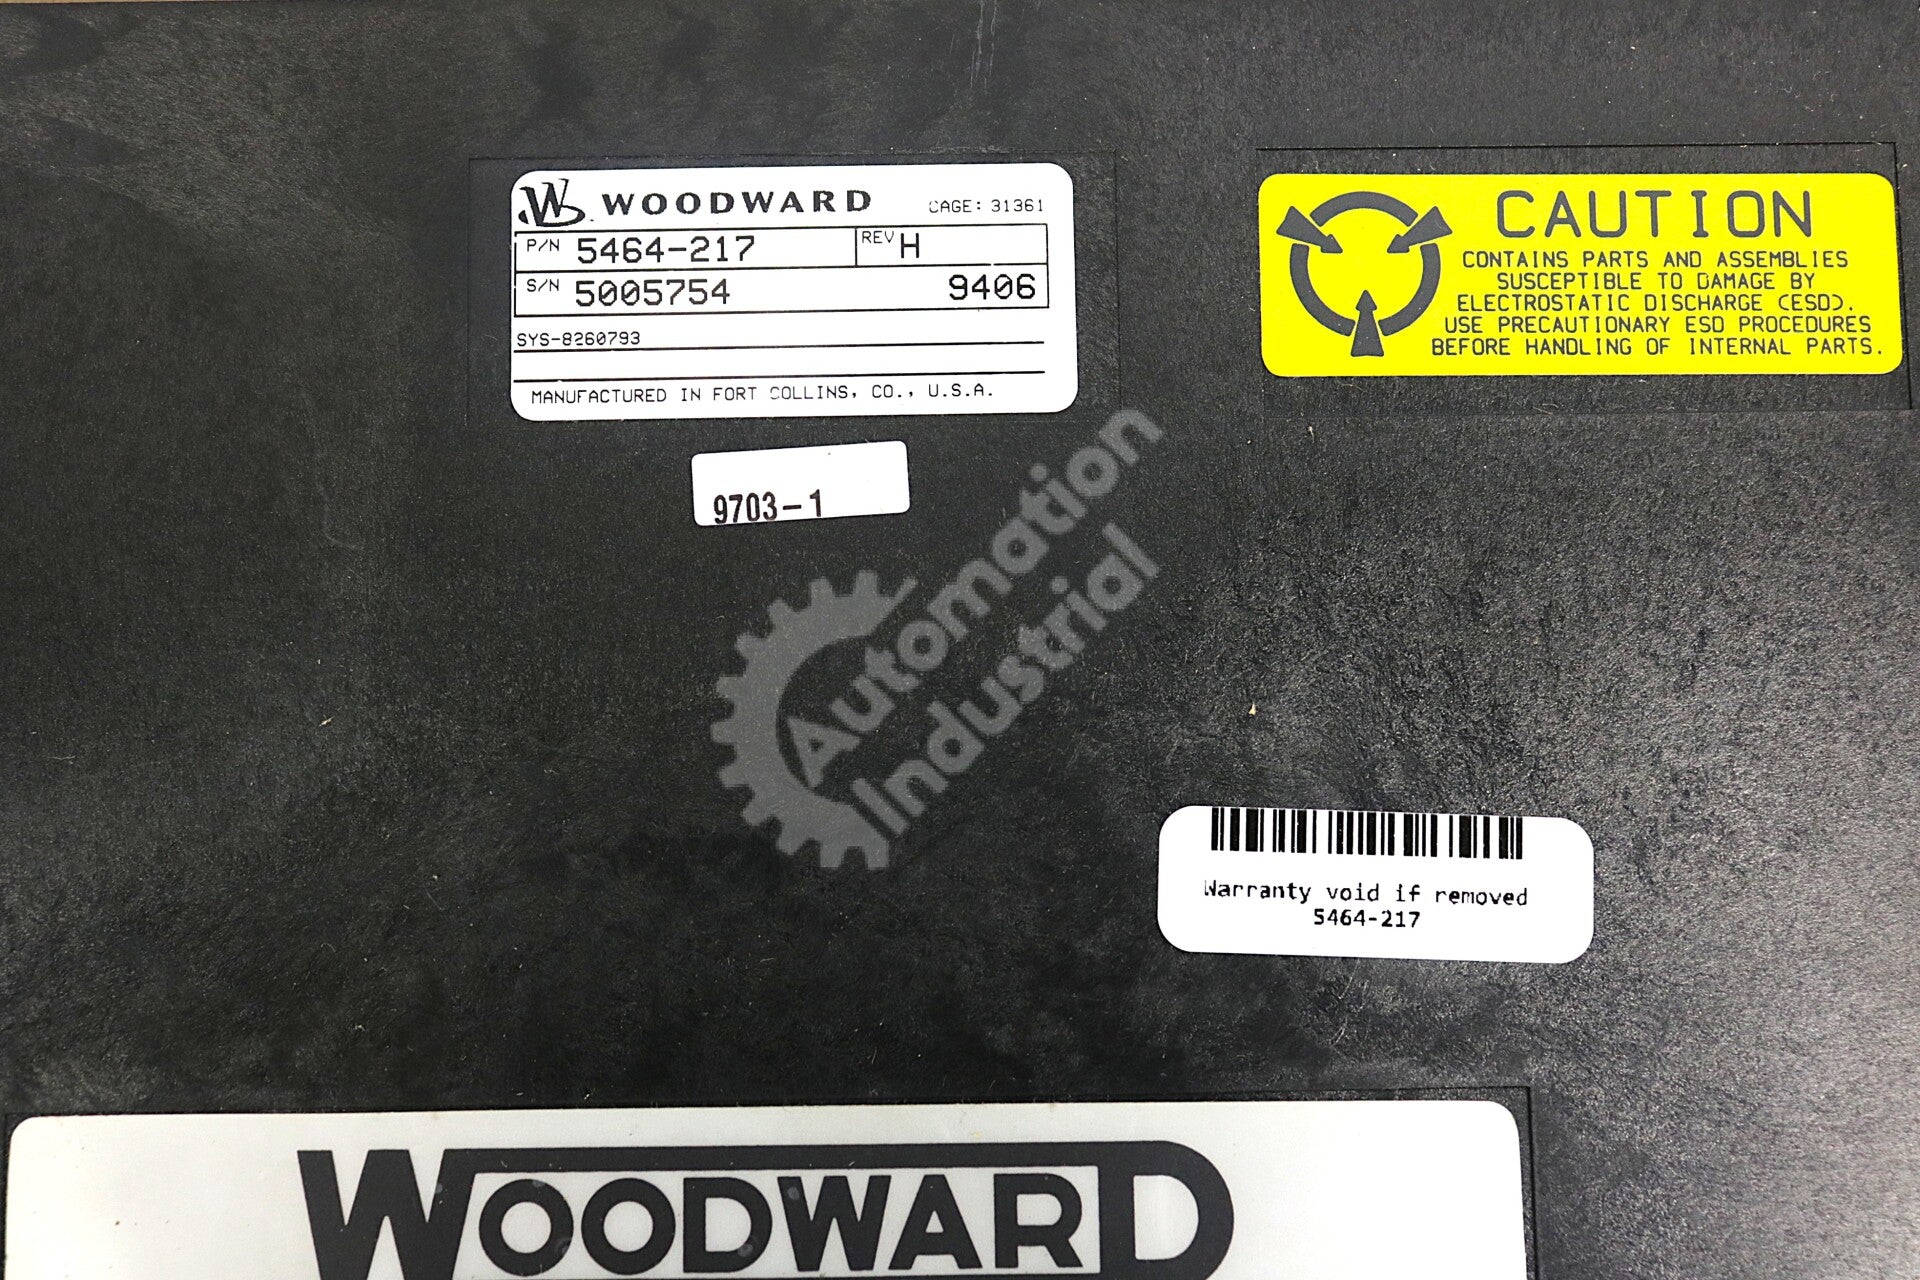 WOODWARD CAGE: 31361
P/N 5464-217 REV H
S/N 5005754 9406
SYS-8260793
MANUFACTURED IN FORT COLLINS, CO., U.S.A.
CAUTION
CONTAINS PARTS AND ASSEMBLIES
SUSCEPTIBLE TO DAMAGE BY
ELECTROSTATIC DISCHARGE (ESD).
USE PRECAUTIONARY ESD PROCEDURES
BEFORE HANDLING OF INTERNAL PARTS.
9703-1
Automation
Industrial
Warranty void if removed
5464-217
WOODWARD